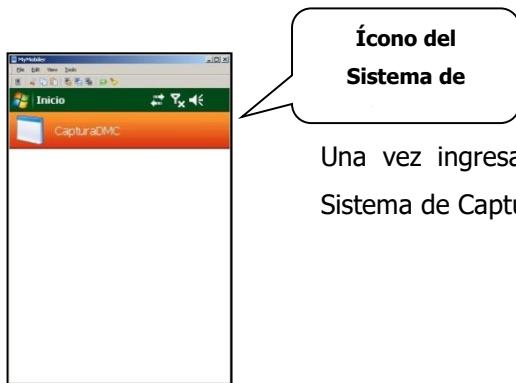 Ícono del
Sistema de
MyMobiler
File Edit View Tools
Inicio
CapturaDMC
Una vez ingresa
Sistema de Captu